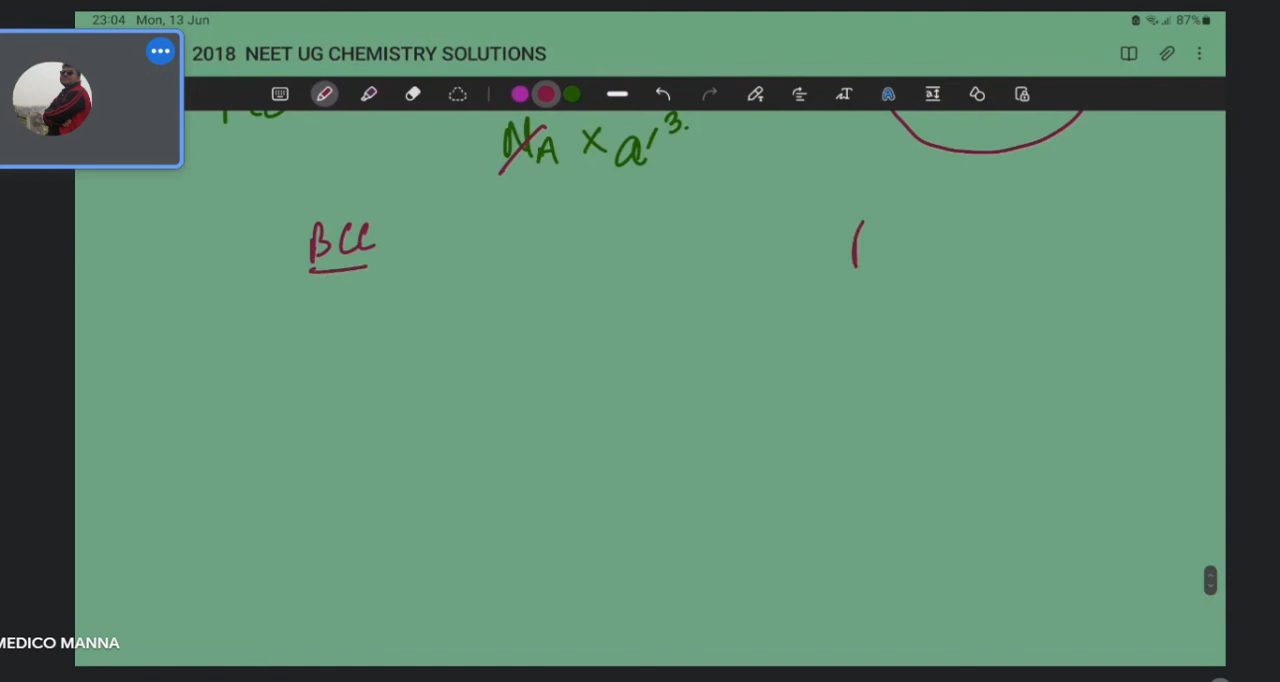 23:04 Mon, 13 Jun
87%
2018 NEET UG CHEMISTRY SOLUTIONS
NA × a'³.
BCC
(
MEDICO MANNA